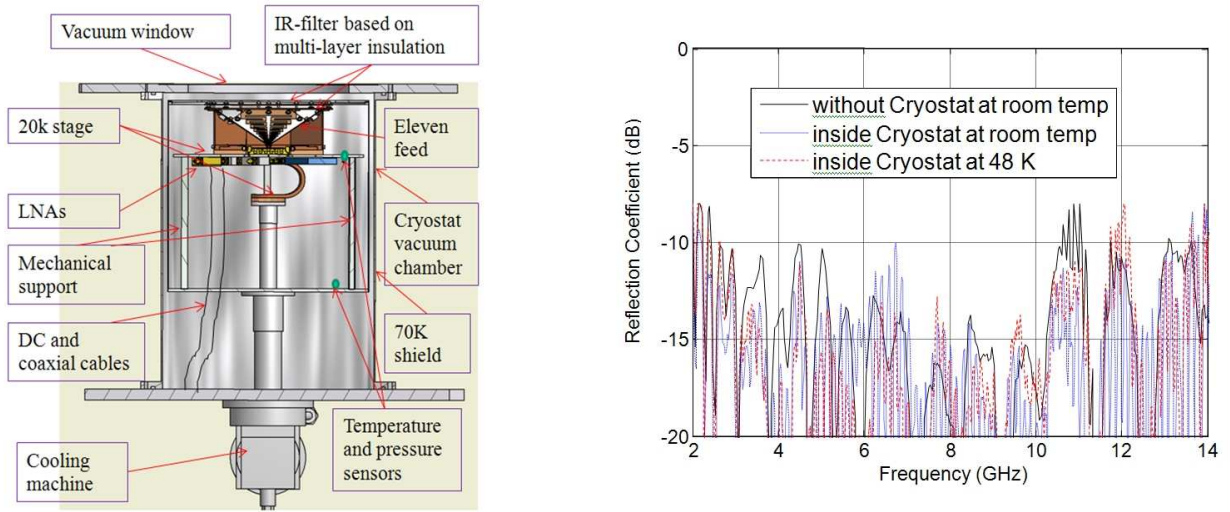 Vacuum window
IR-filter based on
multi-layer insulation
20k stage
Eleven
feed
LNAs
Cryostat
vacuum
chamber
Mechanical
support
70K
shield
DC and
coaxial cables
Temperature
and pressure
sensors
Cooling
machine
0
-5
-10
-15
-20
Reflection Coefficient (dB)
without Cryostat at room temp
inside Cryostat at room temp
inside Cryostat at 48 K
2 4 6 8 10 12 14
Frequency (GHz)